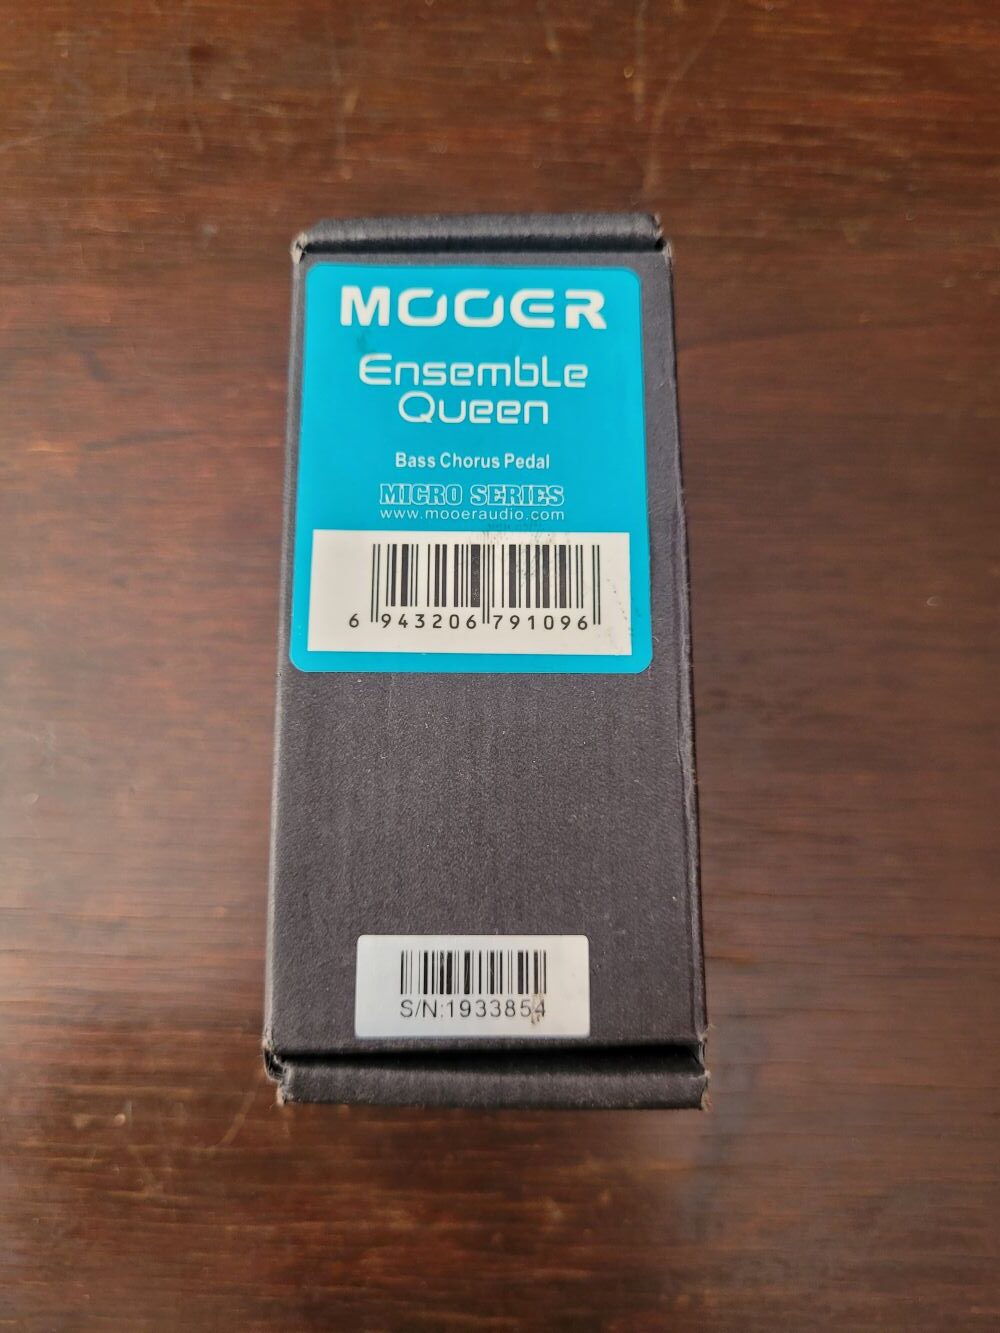 MOOER
Ensemble
Queen
Bass Chorus Pedal
MICRO SERIES
www.mooeraudio.com
6 943206 791096
S/N:1933854